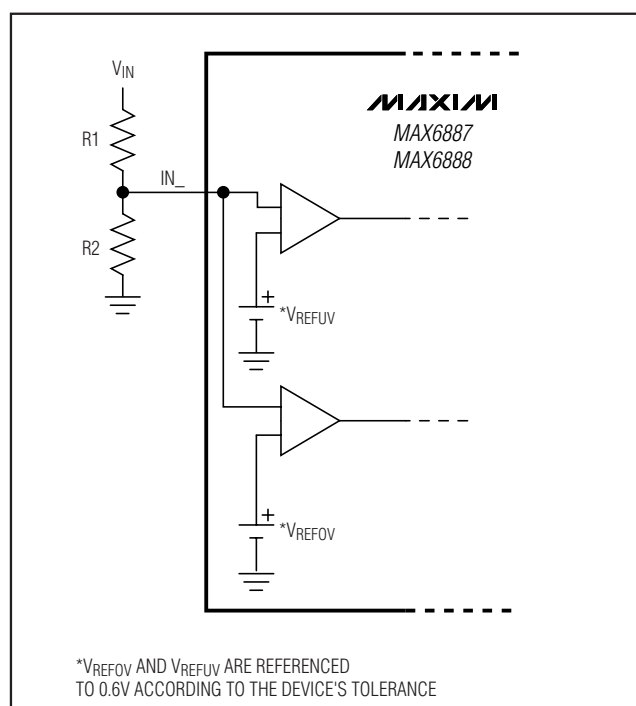 VIN
MAXIM
MAX6887
MAX6888
R1
IN_
R2
+
*VREFUV
+
*VREFOV
*VREFOV AND VREFUV ARE REFERENCED
TO 0.6V ACCORDING TO THE DEVICE'S TOLERANCE